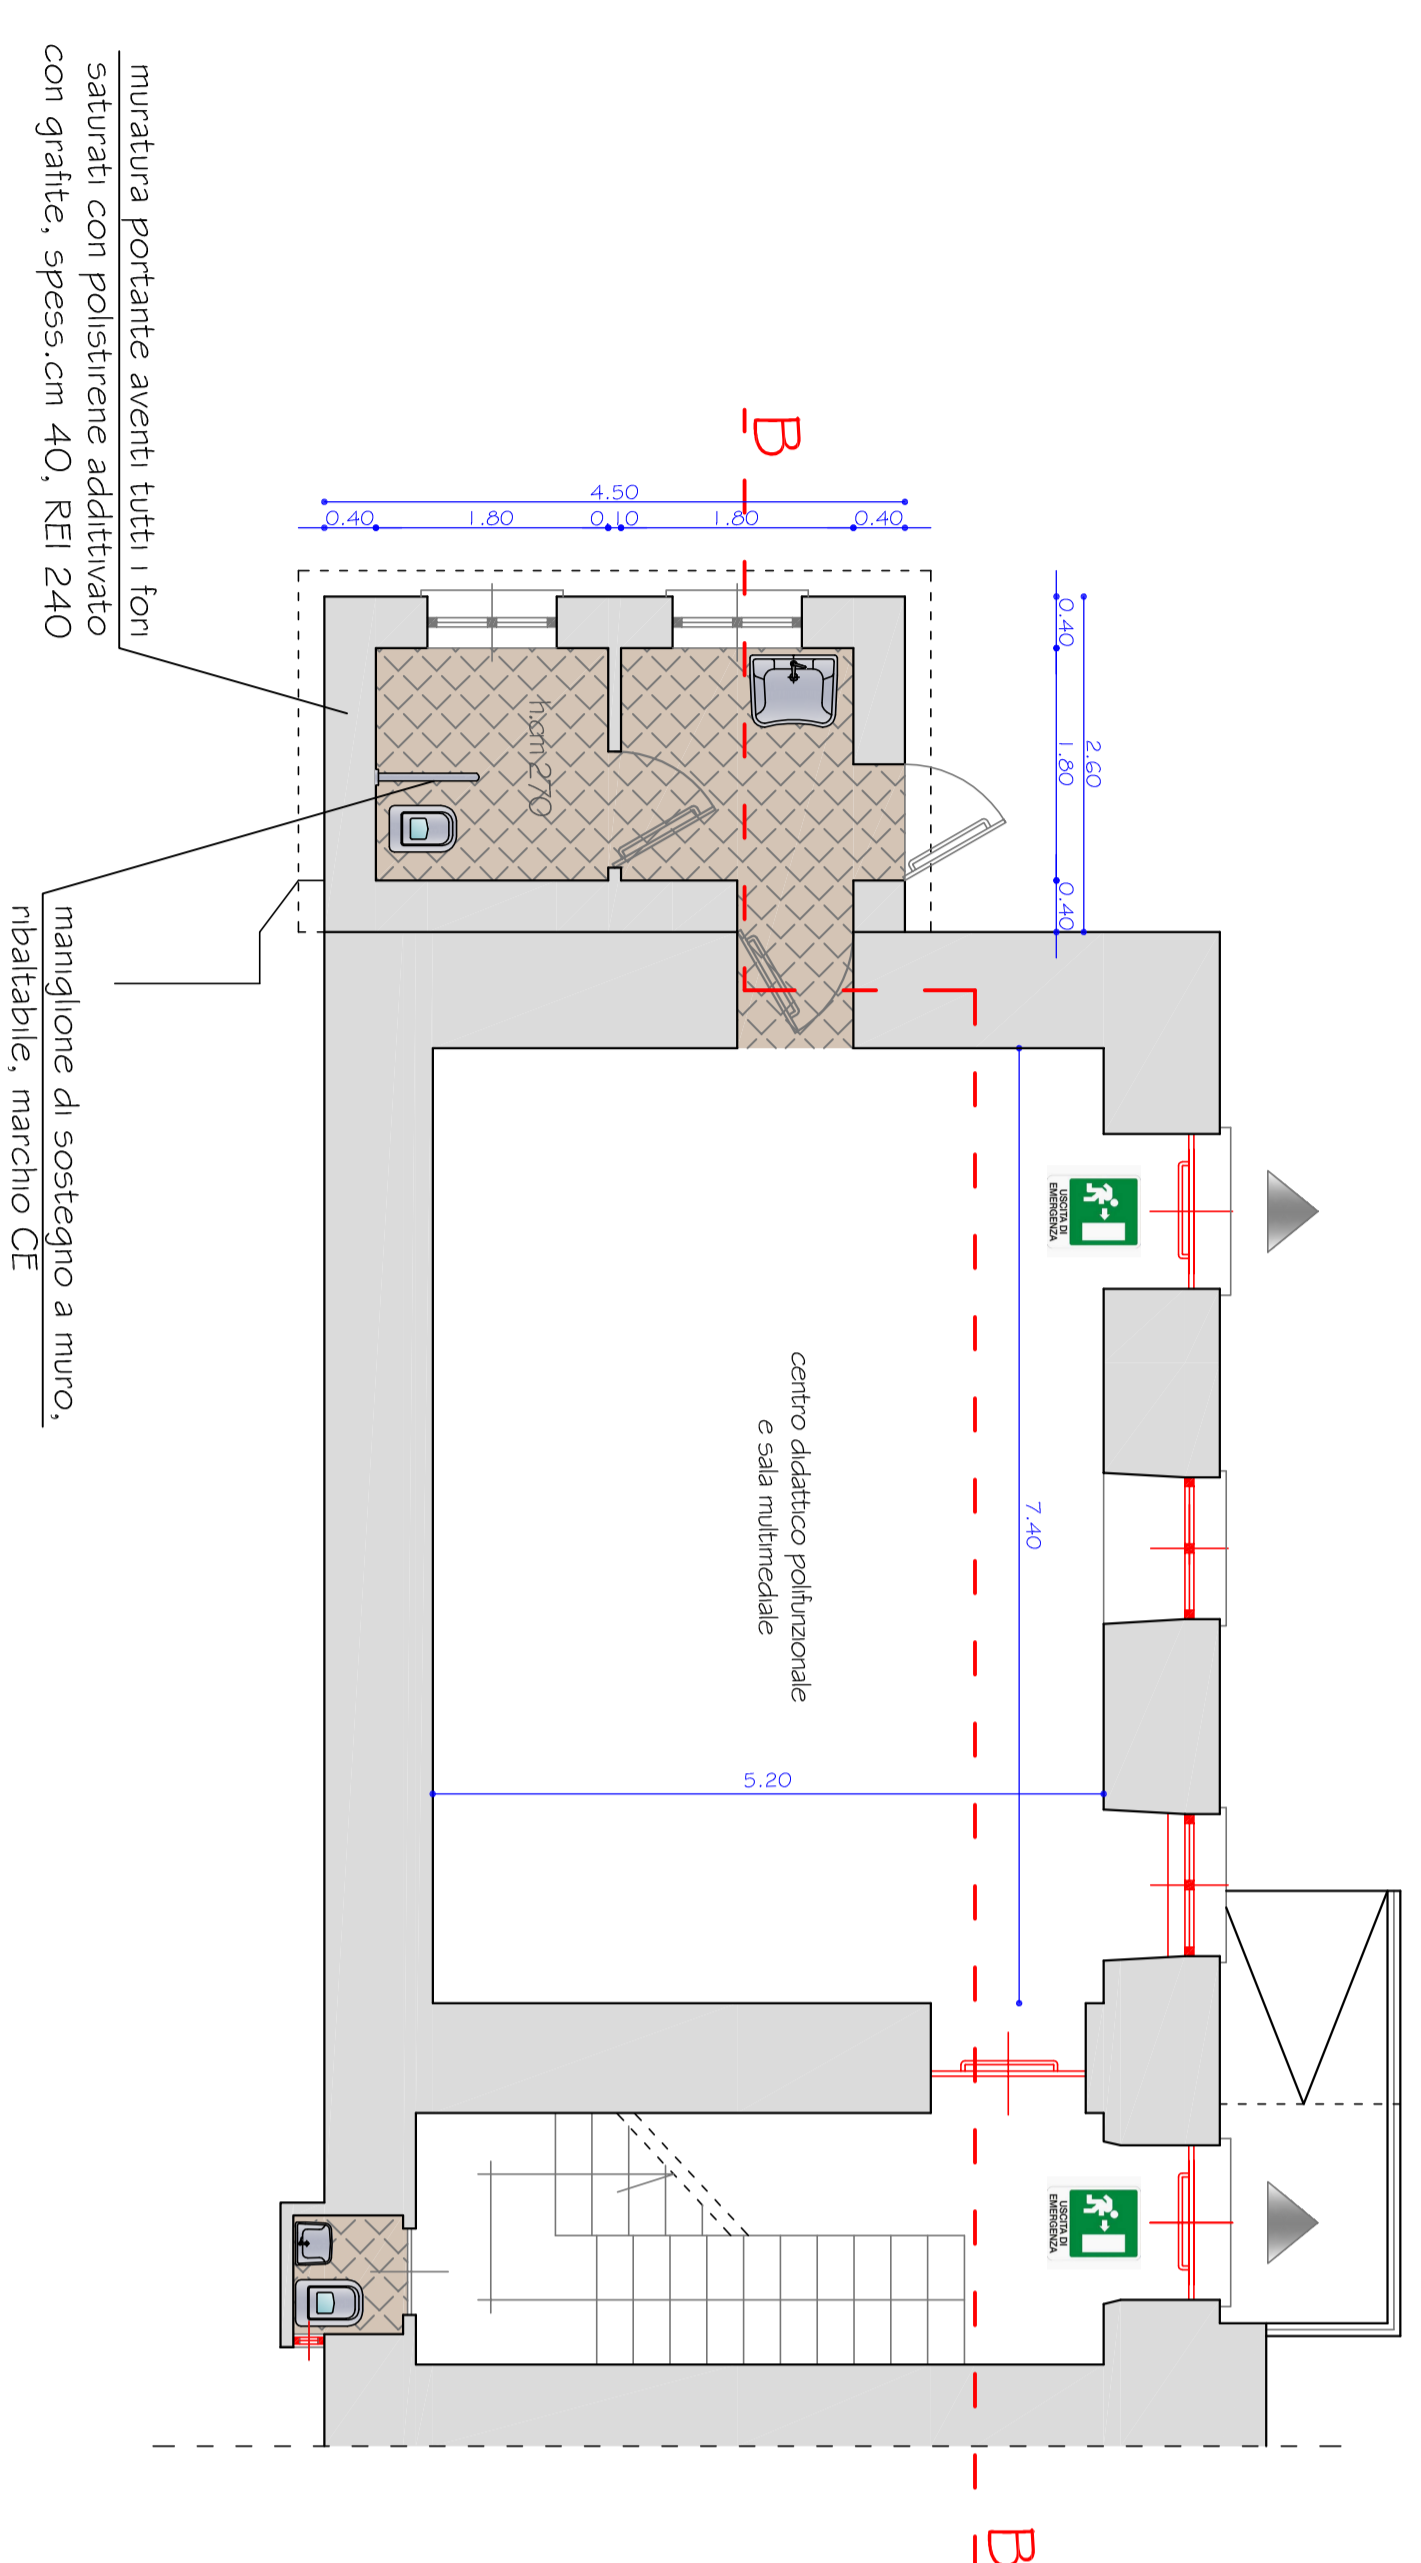 muratura portante aventi tutti i fori
saturati con polistirene addittivato
con grafite, spess.cm 40, REI 240
B
4.50
0.40
1.80
0.10
1.80
0.40
0.40
1.80
0.40
2.60
h.cm 270
maniglione di sostegno a muro,
ribaltabile, marchio CE
USCITA DI
EMERGENZA
centro didattico polifunzionale
e sala multimediale
7.40
5.20
USCITA DI
EMERGENZA
B